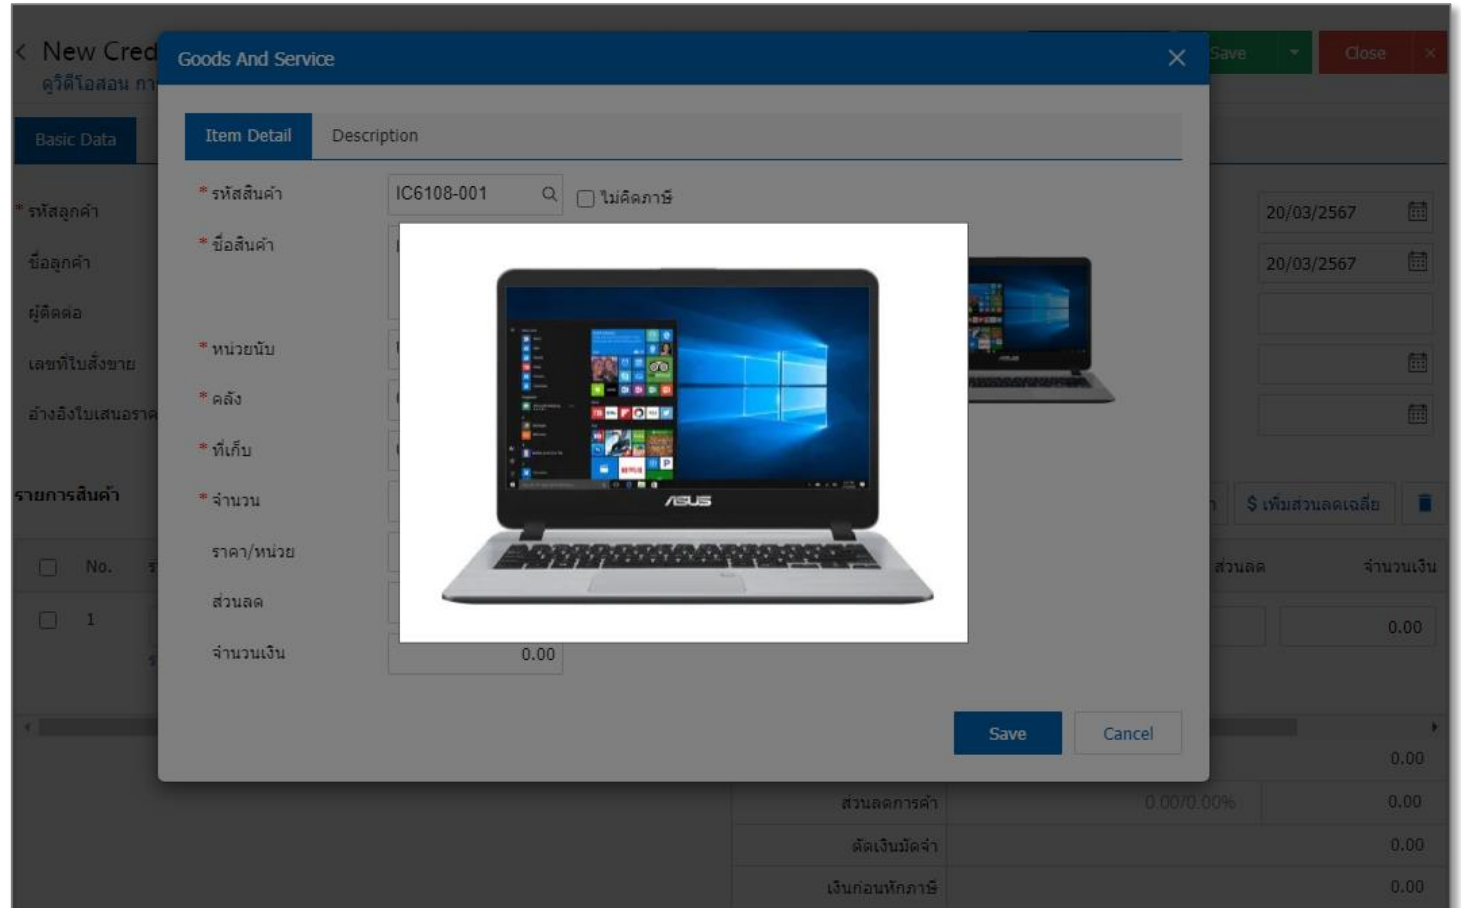 New Cred
ดูวิดีโอสอน กา
Goods And Service
Save
Close
Basic Data
Item Detail
Description
* รหัสสินค้า
IC6108-001
ไม่คิดภาษี
* รหัสลูกค้า
20/03/2567
* ชื่อสินค้า
ชื่อลูกค้า
20/03/2567
ผู้ติดต่อ
* หน่วยนับ
เลขที่ใบสั่งขาย
* คลัง
อ้างอิงใบเสนอราค
* ที่เก็บ
รายการสินค้า
* จำนวน
ASUS
$ เพิ่มส่วนลดเฉลี่ย
ราคา/หน่วย
No.
ส่วนลด
จำนวนเงิน
ส่วนลด
1
0.00
จำนวนเงิน
0.00
Save
Cancel
0.00
ส่วนลดการค้า
0.00/0.00%
0.00
ตัดเงินมัดจำ
0.00
เงินก่อนหักภาษี
0.00